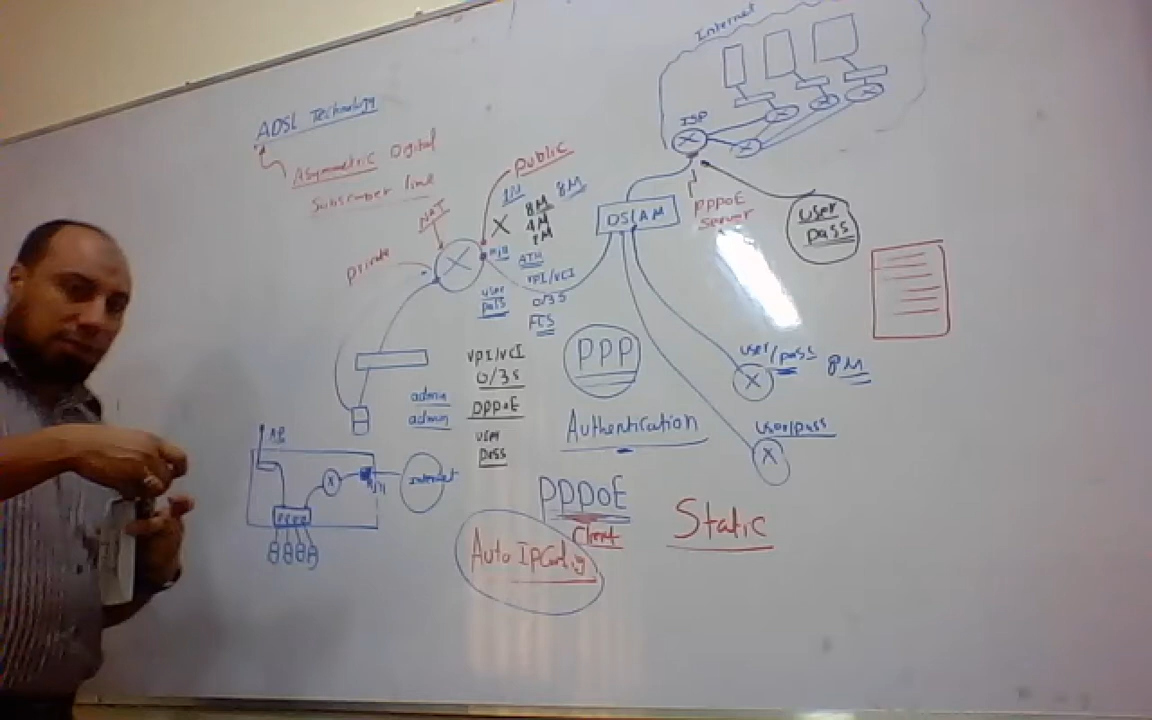 ADSL Technology
Asymmetric Digital
Subscriber line
Internet
ISP
PPPoE
Server
user
pass
DSLAM
public
NAT
private
X
8M
8M
4M
1M
ATM
VPI/VCI
0/35
user
pass
VPI/VCI
0/35
PPPoE
user
pass
admin
admin
PPP
Authentication
PPPoE
Client
Auto IPConfig
Static
user/pass 8M
user/pass
AP
Internet